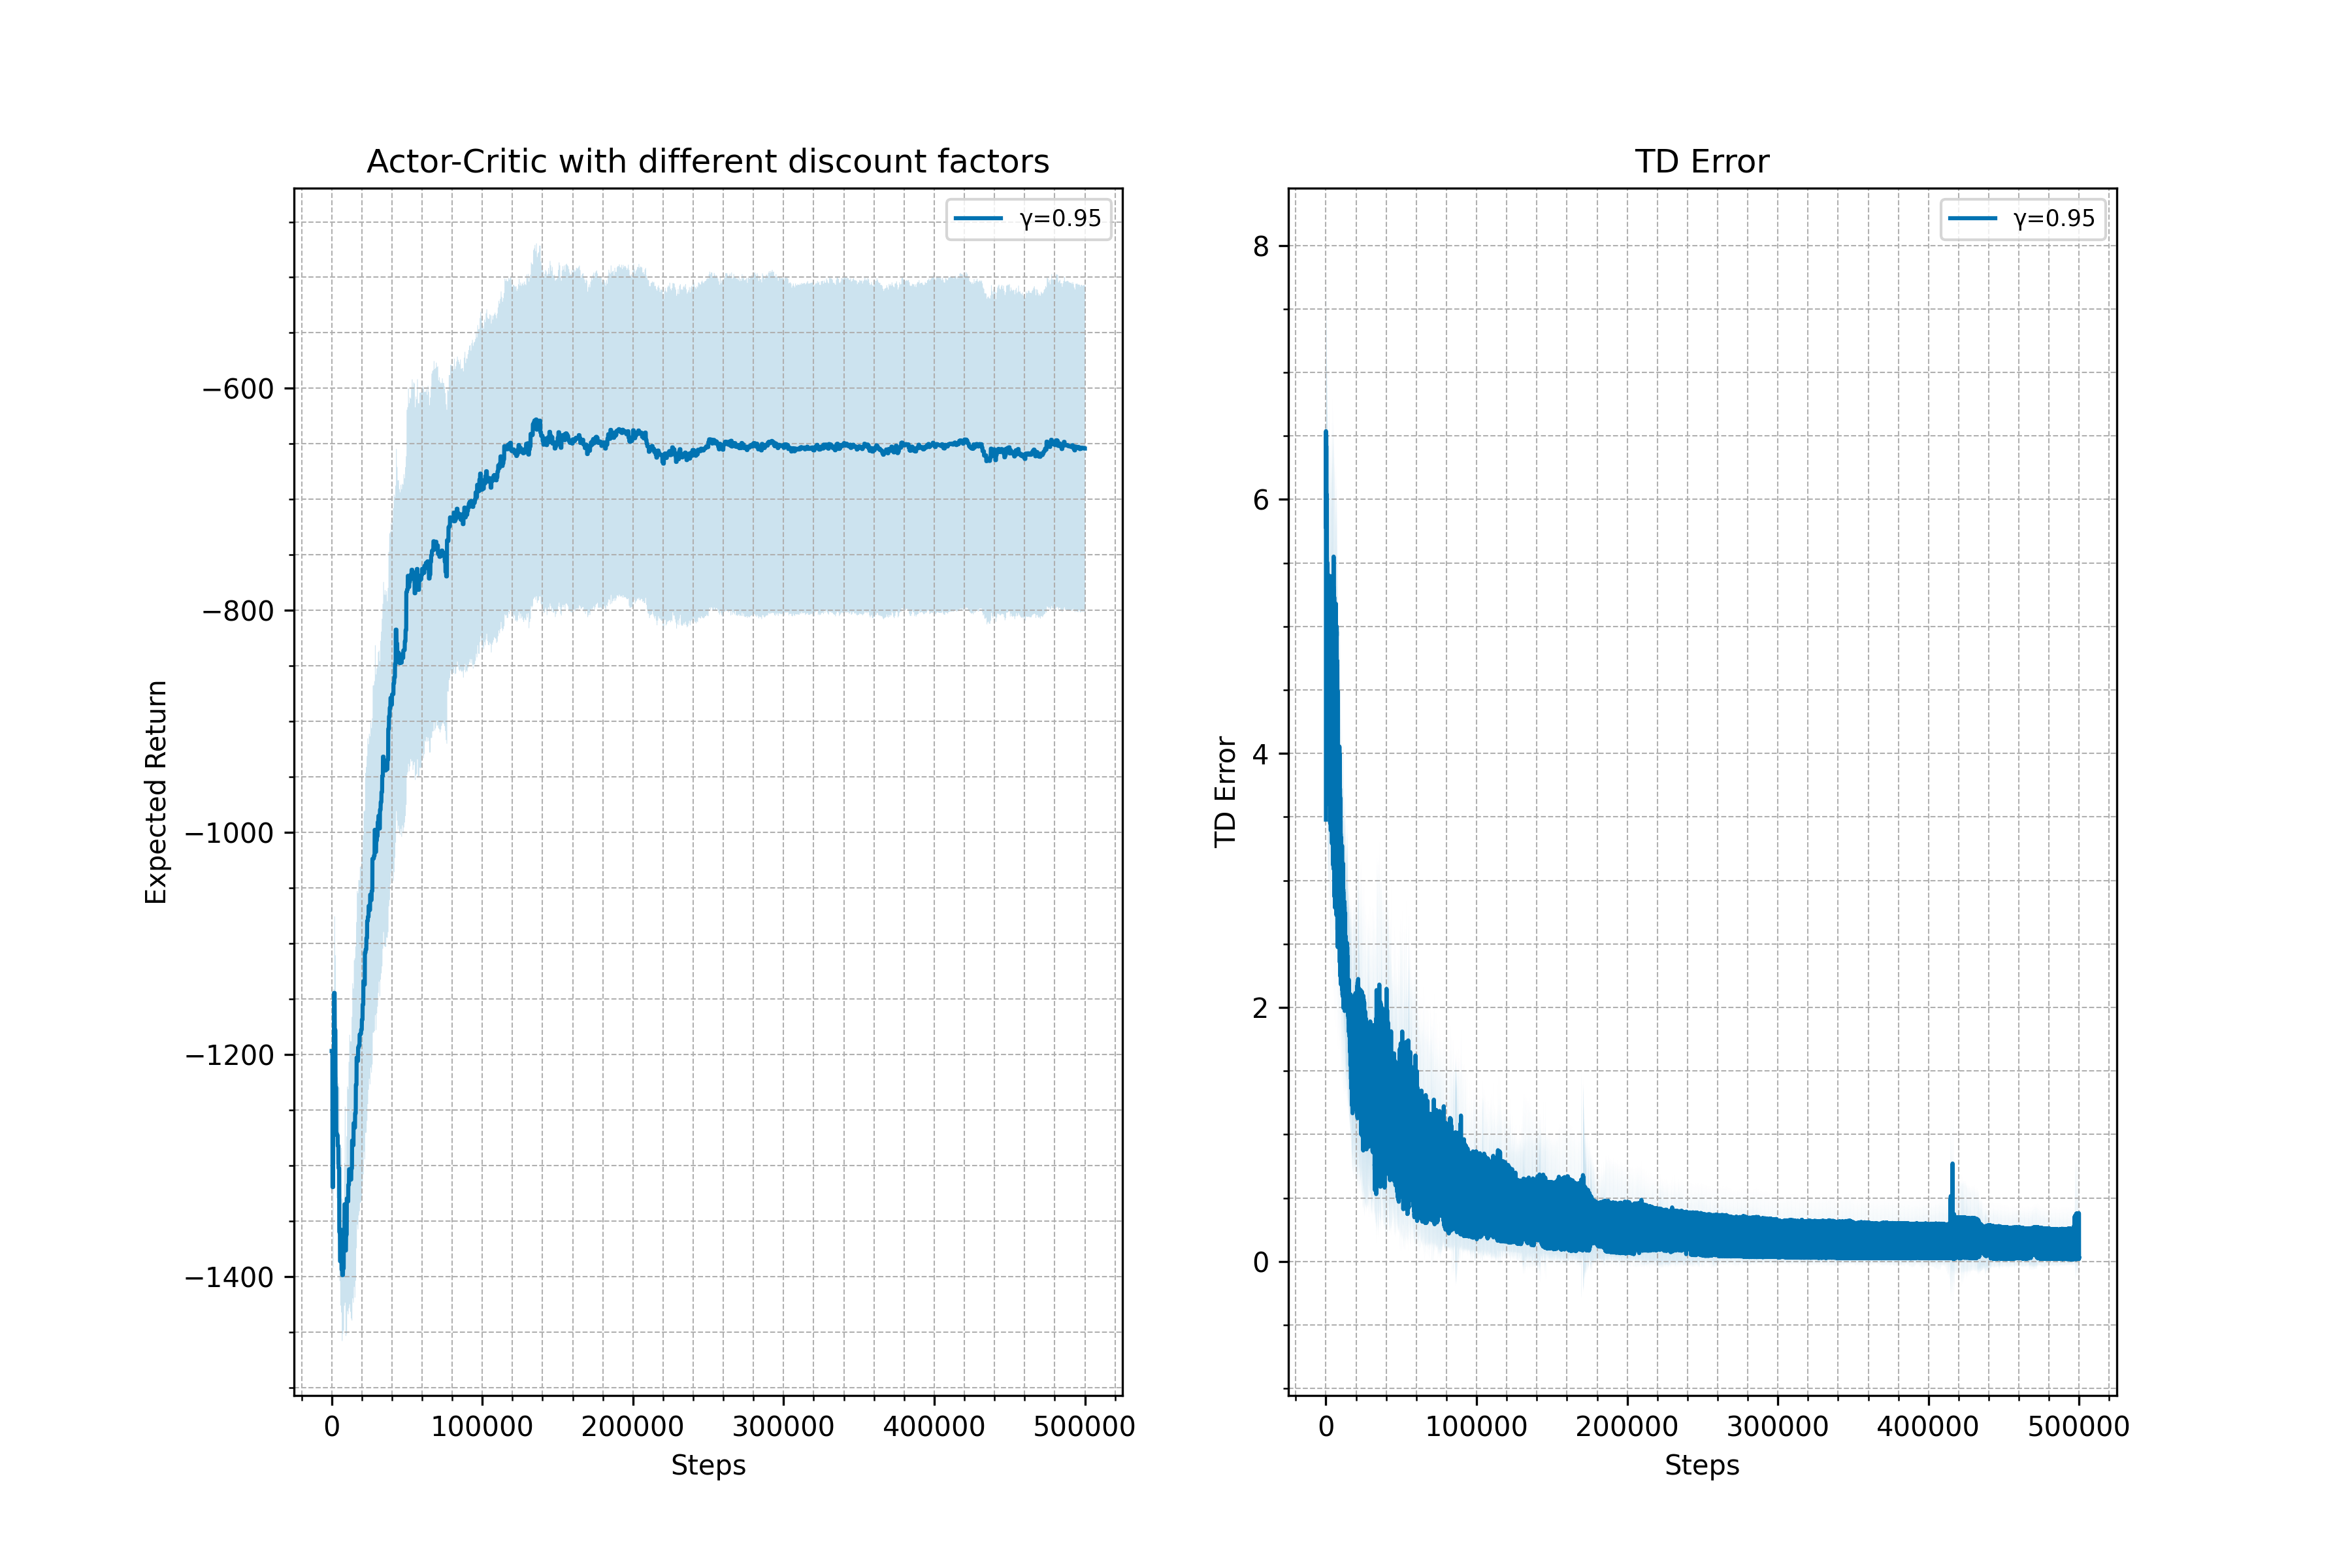 Actor-Critic with different discount factors
γ=0.95
Expected Return
−600
−800
−1000
−1200
−1400
0 100000 200000 300000 400000 500000
Steps
TD Error
γ=0.95
TD Error
8
6
4
2
0
0 100000 200000 300000 400000 500000
Steps